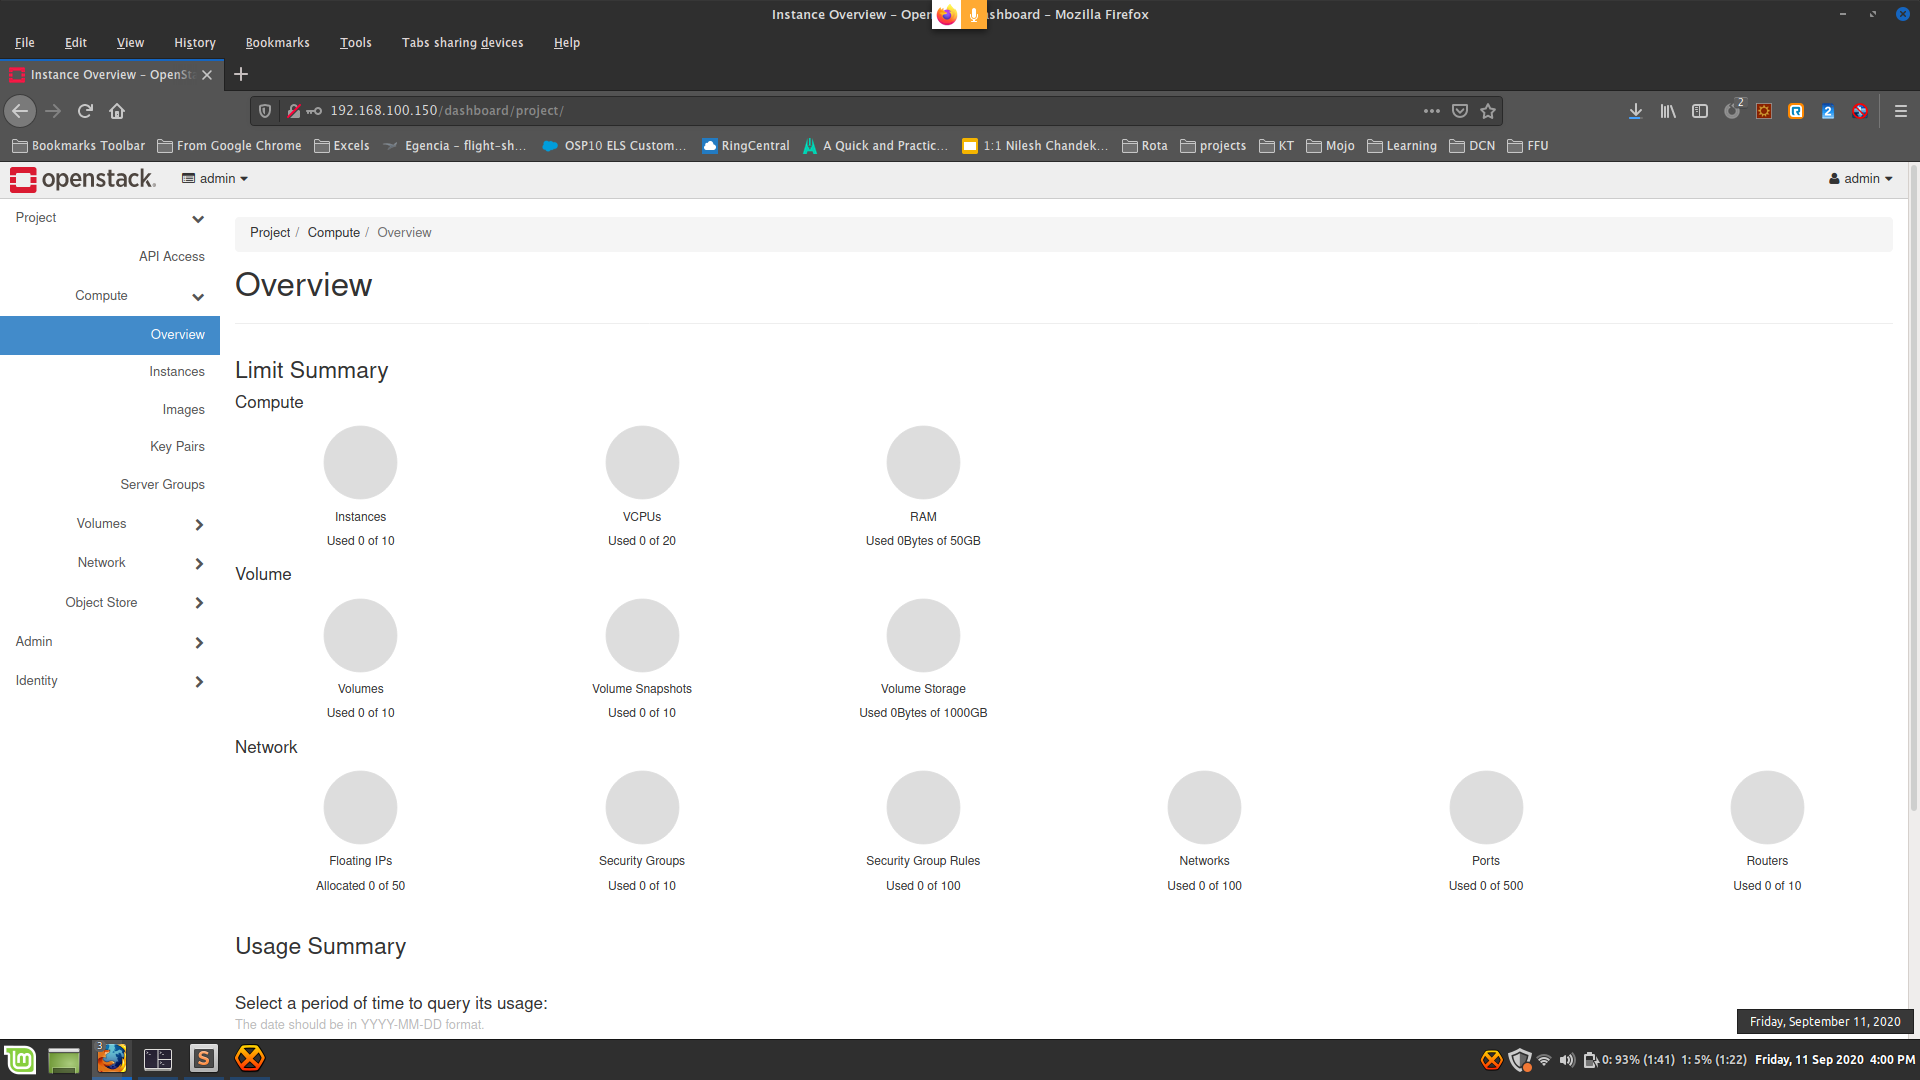 Instance Overview - Open shboard - Mozilla Firefox
File Edit View History Bookmarks Tools Tabs sharing devices Help
Instance Overview - OpenSt
192.168.100.150/dashboard/project/
2
2
Bookmarks Toolbar From Google Chrome Excels Egencia - flight-sh... OSP10 ELS Custom... RingCentral A Quick and Practic... 1:1 Nilesh Chandek... Rota projects KT Mojo Learning DCN FFU
openstack. admin admin
Project
API Access
Compute
Overview
Instances
Images
Key Pairs
Server Groups
Volumes
Network
Object Store
Admin
Identity
Project / Compute / Overview
Overview
Limit Summary
Compute
Instances VCPUs RAM
Used 0 of 10 Used 0 of 20 Used 0Bytes of 50GB
Volume
Volumes Volume Snapshots Volume Storage
Used 0 of 10 Used 0 of 10 Used 0Bytes of 1000GB
Network
Floating IPs Security Groups Security Group Rules Networks Ports Routers
Allocated 0 of 50 Used 0 of 10 Used 0 of 100 Used 0 of 100 Used 0 of 500 Used 0 of 10
Usage Summary
Select a period of time to query its usage:
The date should be in YYYY-MM-DD format.
Friday, September 11, 2020
3
S
0: 93% (1:41) 1: 5% (1:22) Friday, 11 Sep 2020 4:00 PM